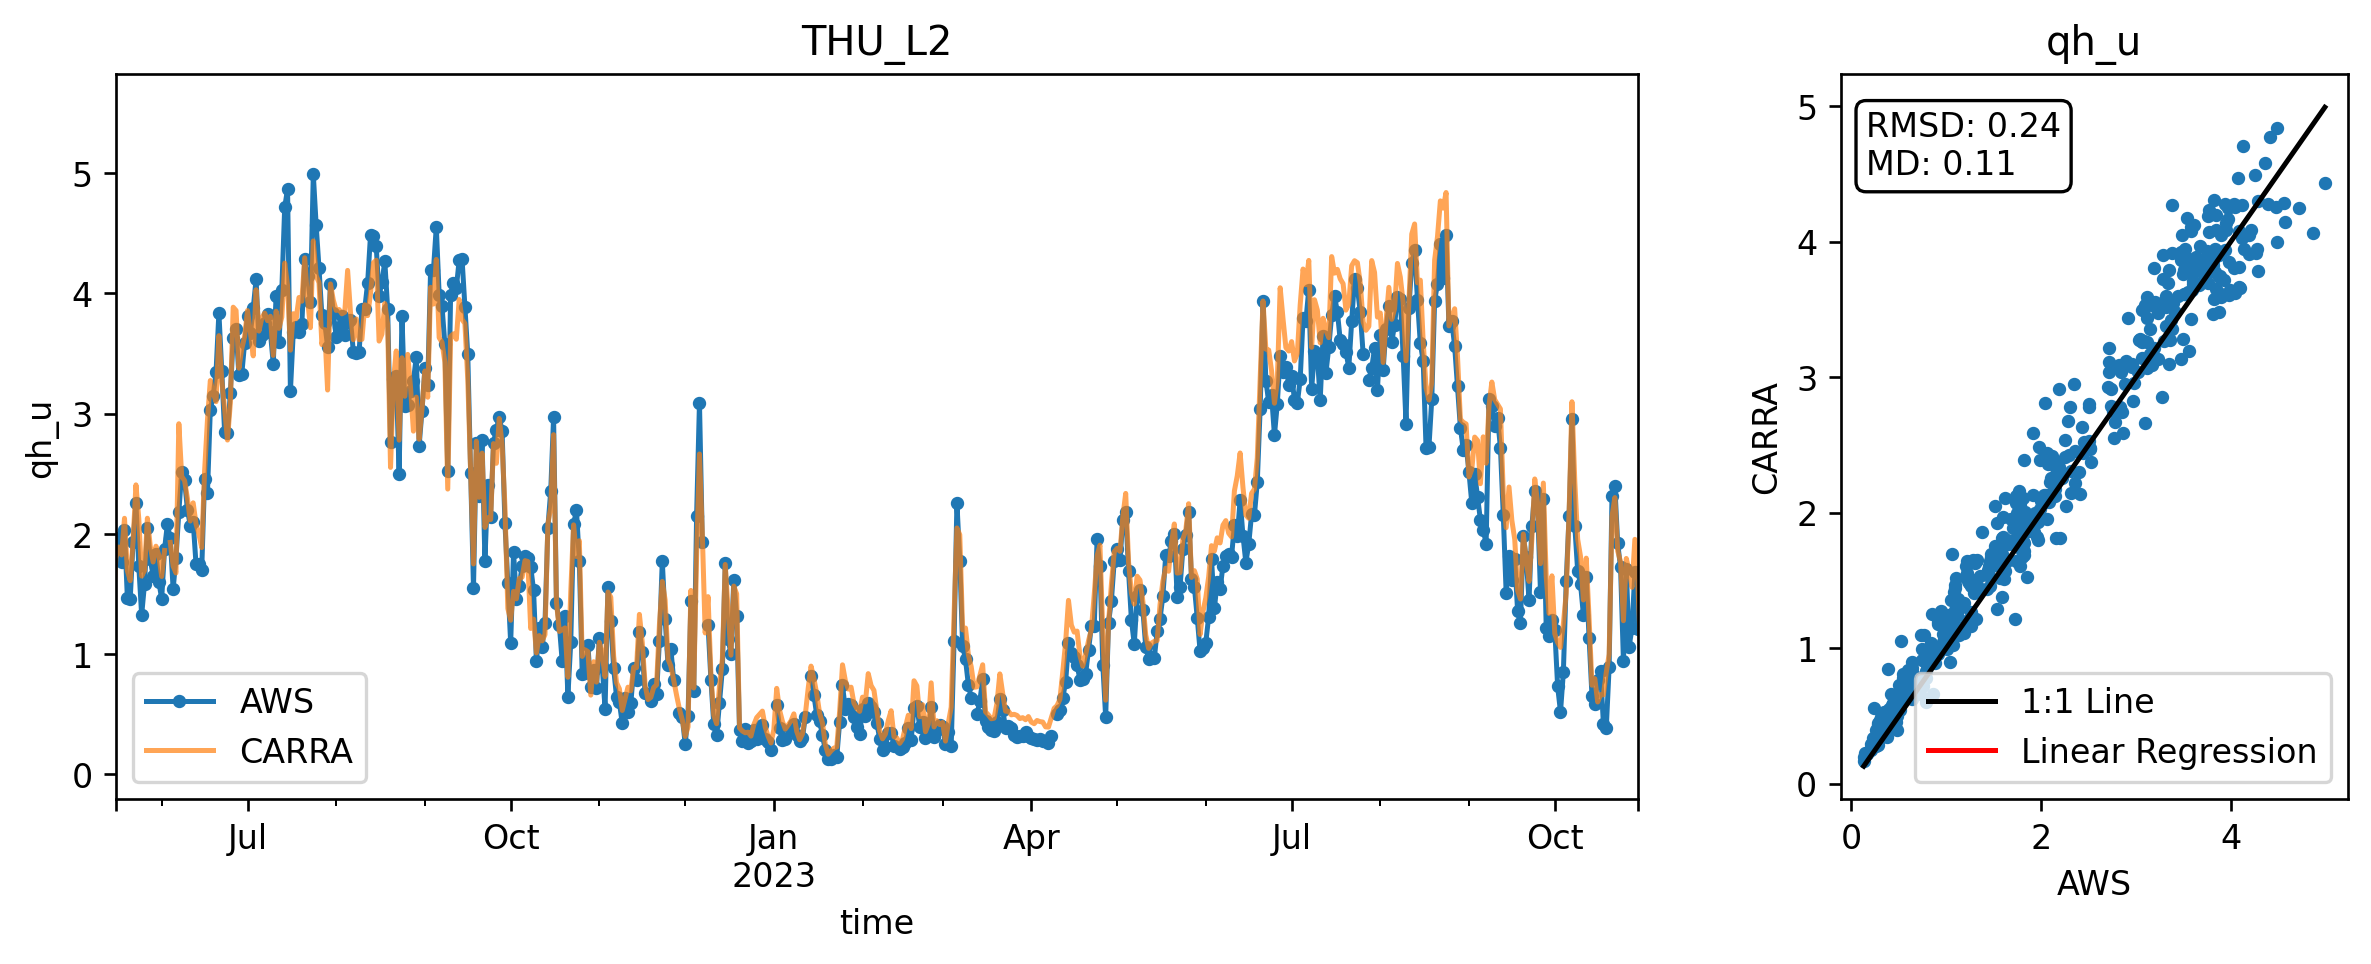 THU_L2
qh_u
5
4
3
2
1
0
AWS
CARRA
Jul
Oct
Jan
2023
Apr
Jul
Oct
time
qh_u
CARRA
5
4
3
2
1
0
RMSD: 0.24
MD: 0.11
1:1 Line
Linear Regression
0
2
4
AWS